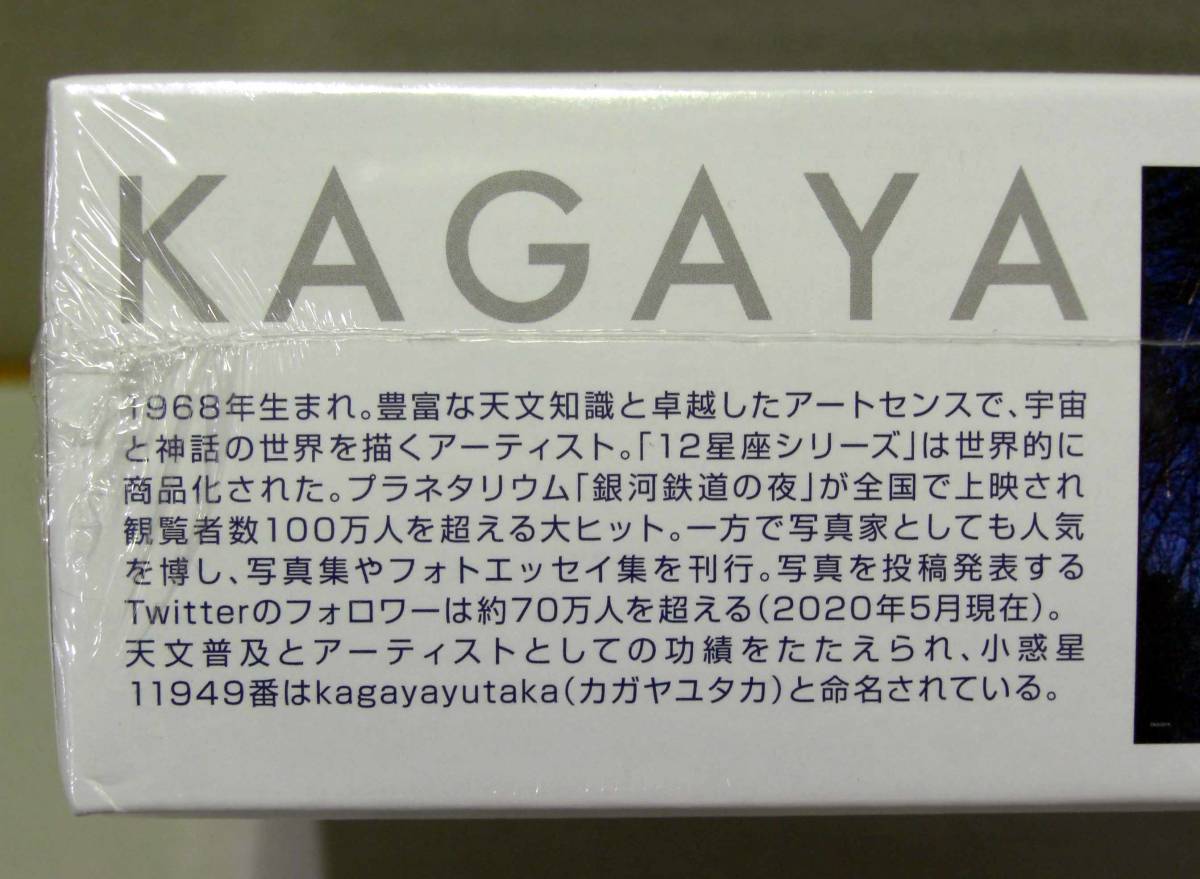 KAGAYA
1968年生まれ。豊富な天文知識と卓越したアートセンスで、宇宙
と神話の世界を描くアーティスト。「12星座シリーズ」は世界的に
商品化された。プラネタリウム「銀河鉄道の夜」が全国で上映され
観覧者数100万人を超える大ヒット。一方で写真家としても人気
を博し、写真集やフォトエッセイ集を刊行。写真を投稿発表する
Twitterのフォロワーは約70万人を超える(2020年5月現在)。
天文普及とアーティストとしての功績をたたえられ、小惑星
11949番はkagayayutaka(カガヤユタカ)と命名されている。